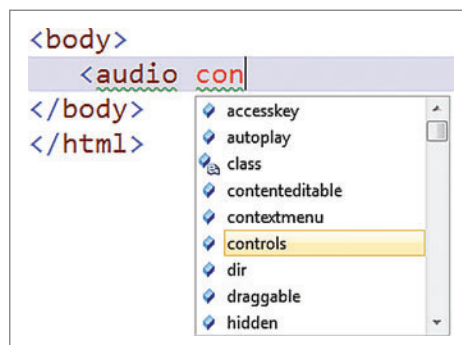 <body>
<audio con
</body>
</html>
accesskey
autoplay
class
contenteditable
contextmenu
controls
dir
draggable
hidden